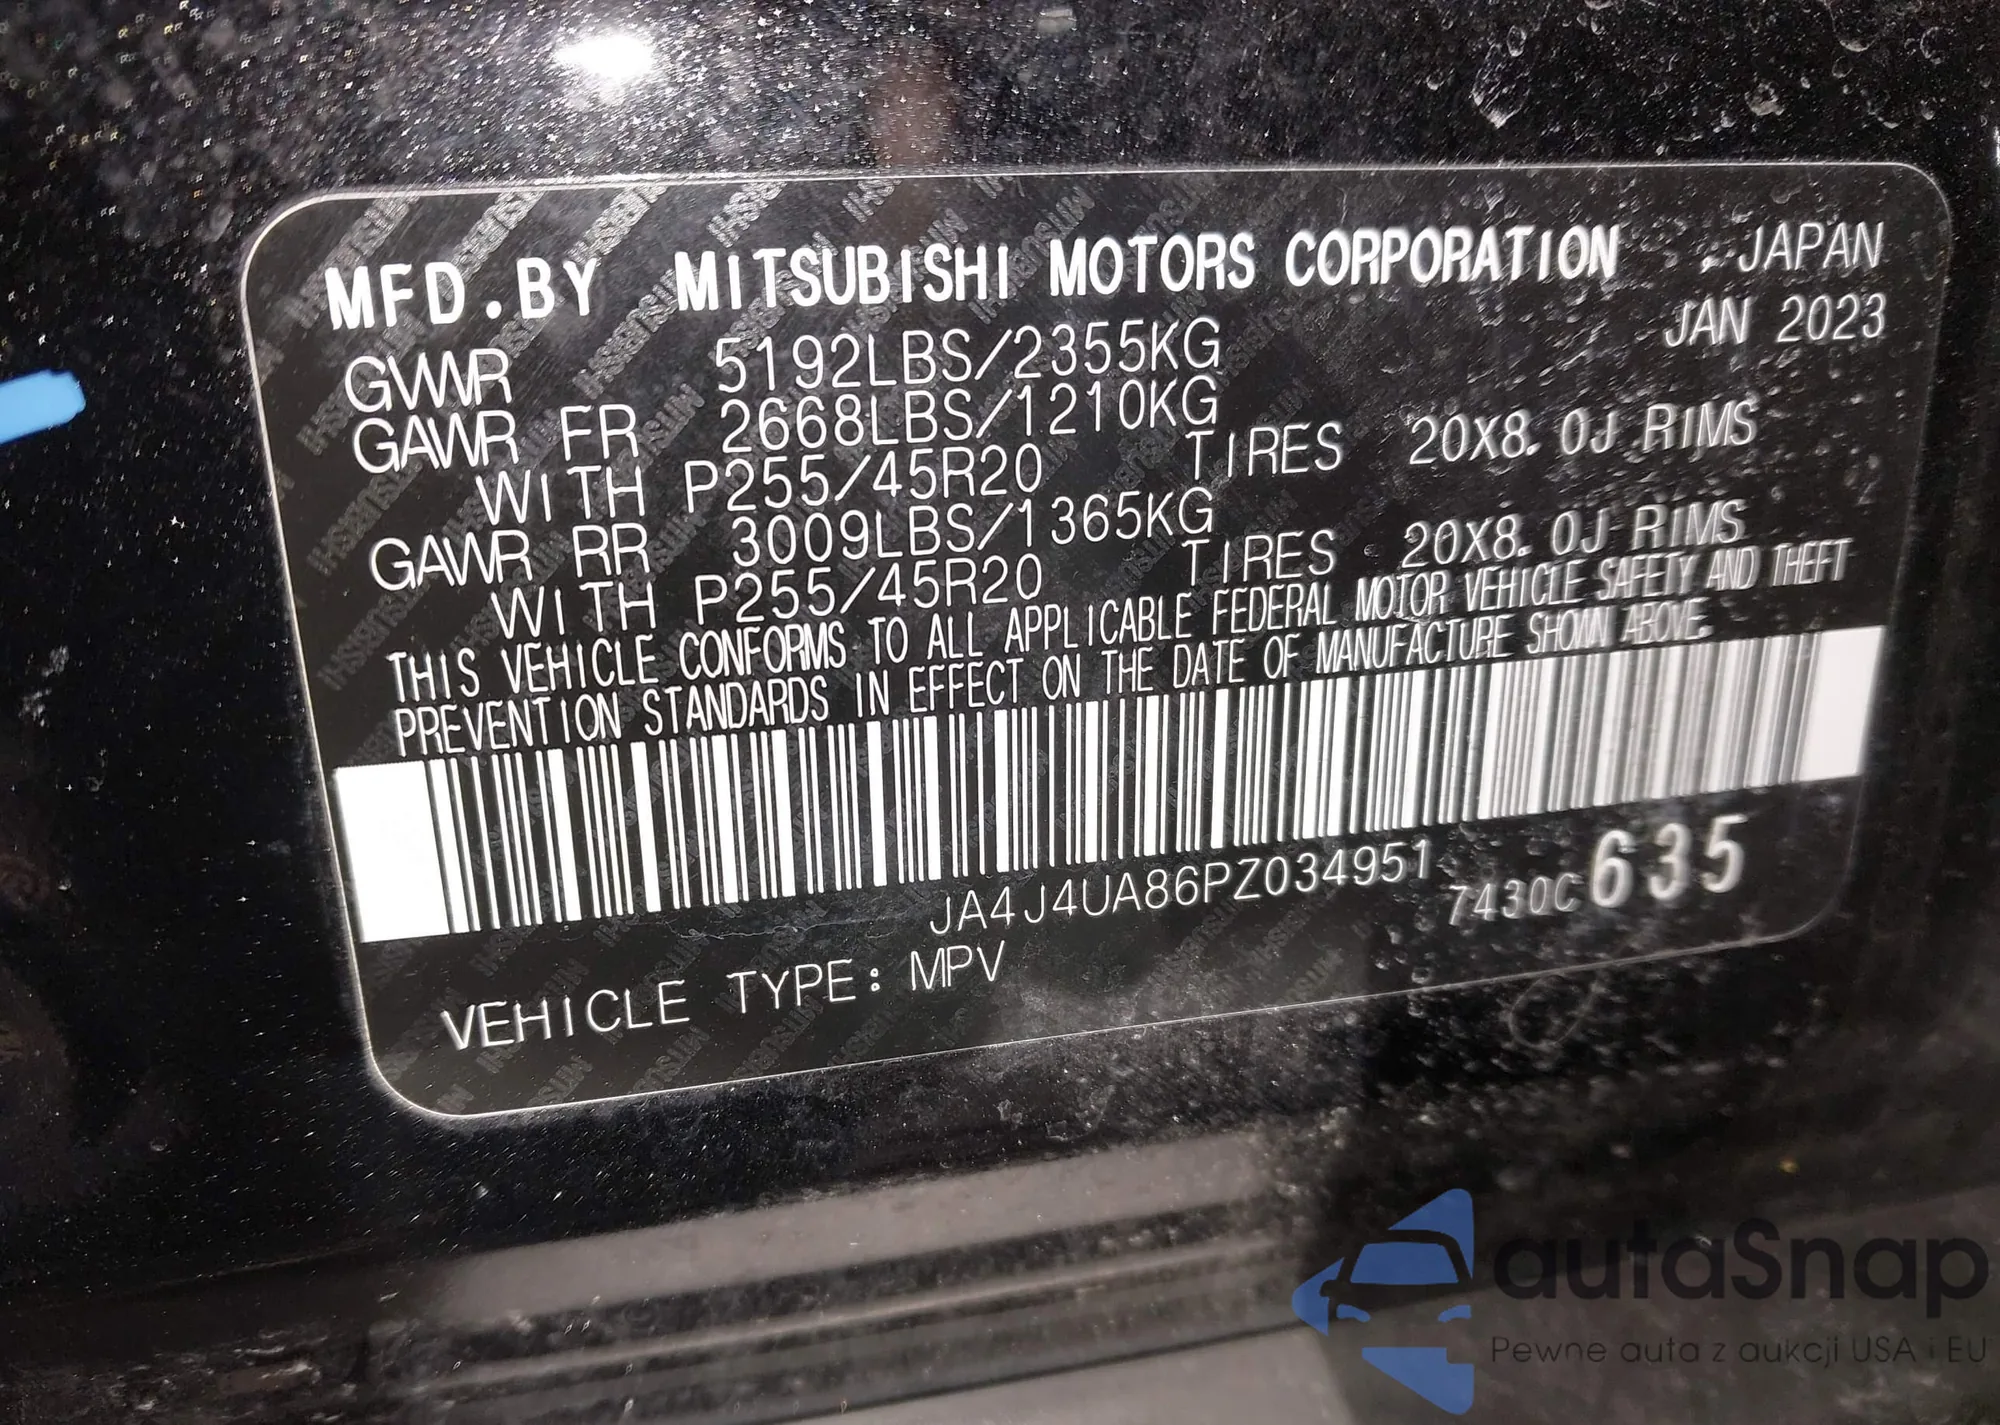 MFD.BY MITSUBISHI MOTORS CORPORATION JAPAN
JAN 2023
GVWR 5192LBS/2355KG
GAWR FR 2668LBS/1210KG
WITH P255/45R20 TIRES 20X8.0J RIMS
GAWR RR 3009LBS/1365KG
WITH P255/45R20 TIRES 20X8.0J RIMS
THIS VEHICLE CONFORMS TO ALL APPLICABLE FEDERAL MOTOR VEHICLE SAFETY AND THEFT
PREVENTION STANDARDS IN EFFECT ON THE DATE OF MANUFACTURE SHOWN ABOVE.
JA4J4UA86PZ034951 7430C635
VEHICLE TYPE: MPV
autaSnap
Pewne auta z aukcji USA i EU